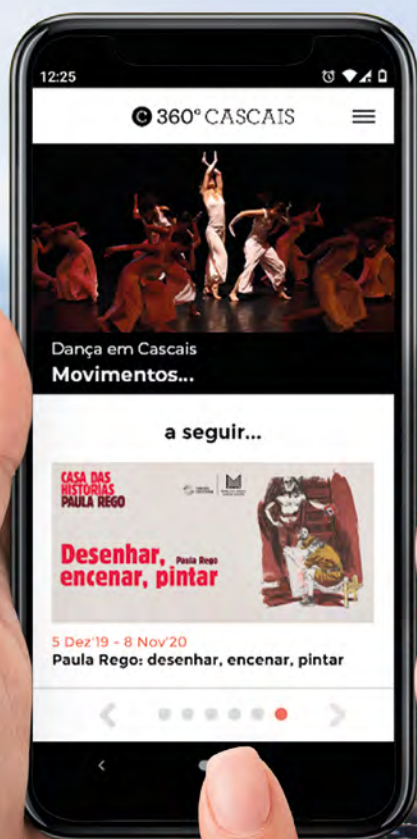 12:25
C 360º CASCAIS
Dança em Cascais
Movimentos...
a seguir...
CASA DAS
HISTÓRIAS
PAULA REGO
Desenhar, Paula Rego
encenar, pintar
5 Dez'19 - 8 Nov'20
Paula Rego: desenhar, encenar, pintar